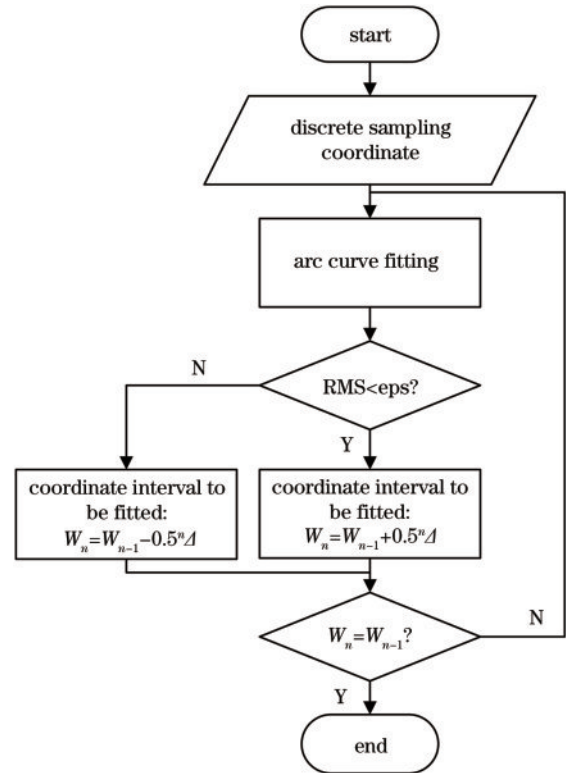 start
discrete sampling
coordinate
arc curve fitting
N
RMS<eps?
Y
coordinate interval to
be fitted:
Wₙ=Wₙ₋₁−0.5ⁿΔ
coordinate interval to
be fitted:
Wₙ=Wₙ₋₁+0.5ⁿΔ
Wₙ=Wₙ₋₁?
N
Y
end